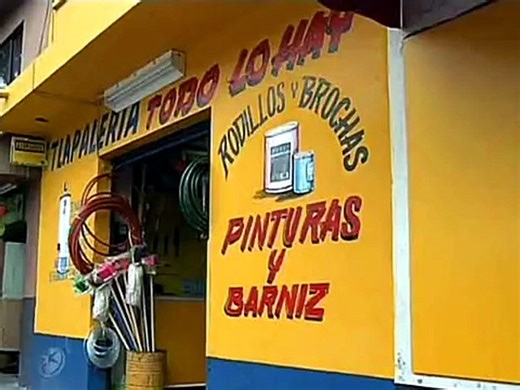 TLAPALERIA TODO LO HAY
RODILLOS Y BROCHAS
PINTURAS
Y
BARNIZ